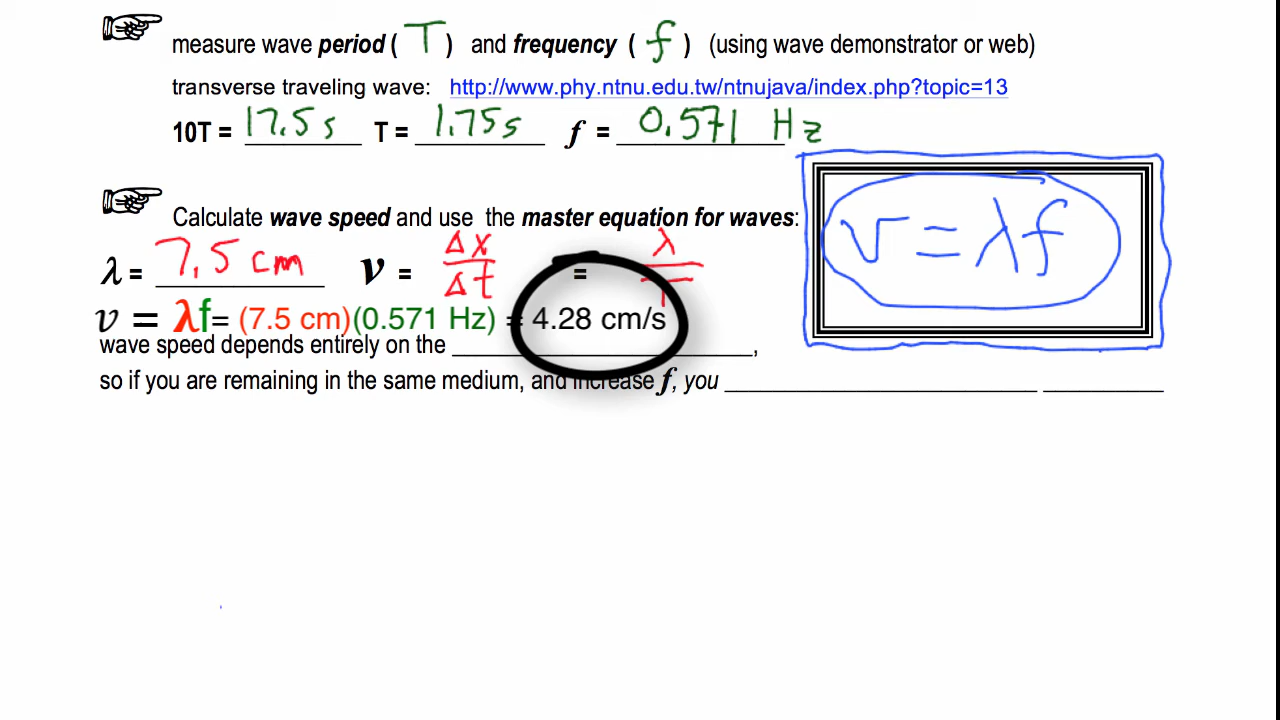 measure wave period ( T ) and frequency ( f ) (using wave demonstrator or web)
transverse traveling wave: http://www.phy.ntnu.edu.tw/ntnujava/index.php?topic=13
10T = 17.5 s T = 1.75 s f = 0.571 Hz
Calculate wave speed and use the master equation for waves:
v = λf
λ = 7.5 cm v = Δx/Δt = λ/T
v = λf= (7.5 cm)(0.571 Hz) = 4.28 cm/s
wave speed depends entirely on the ____________________,
so if you are remaining in the same medium, and increase f, you ____________________ __________